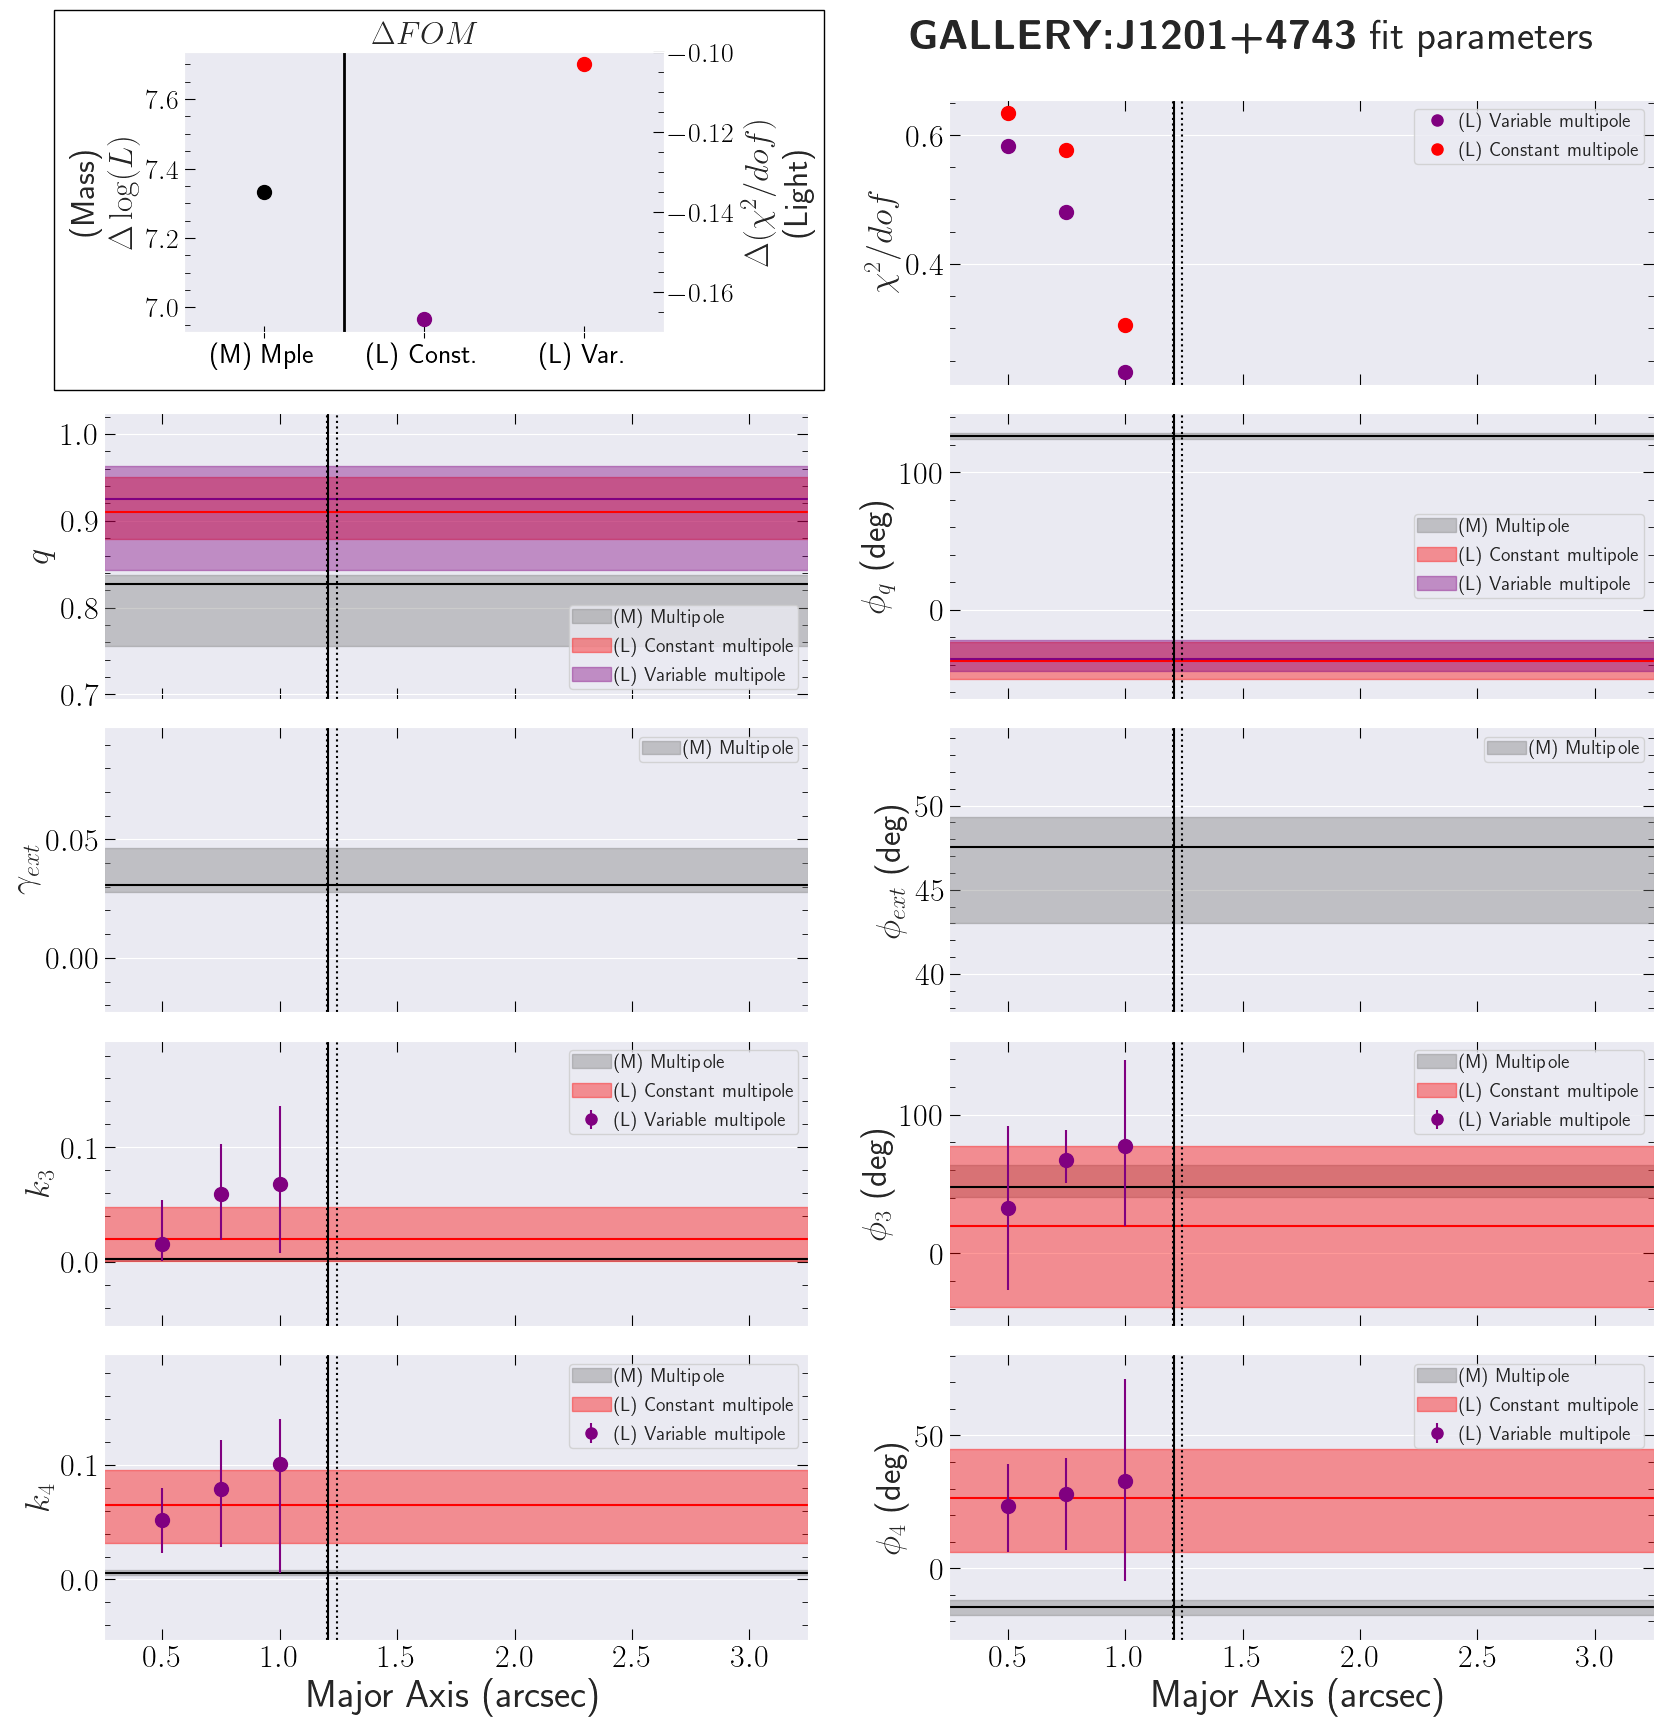 ΔFOM
GALLERY:J1201+4743 fit parameters
(Mass)
Δ log(L)
7.6
7.4
7.2
7.0
−0.10
−0.12
−0.14
−0.16
Δ(χ²/dof)
(Light)
(M) Mple
(L) Const.
(L) Var.
χ²/dof
0.6
0.4
(L) Variable multipole
(L) Constant multipole
q
1.0
0.9
0.8
0.7
(M) Multipole
(L) Constant multipole
(L) Variable multipole
ϕ_q (deg)
100
0
(M) Multipole
(L) Constant multipole
(L) Variable multipole
γ_ext
0.05
0.00
(M) Multipole
ϕ_ext (deg)
50
45
40
(M) Multipole
k₃
0.1
0.0
(M) Multipole
(L) Constant multipole
(L) Variable multipole
ϕ₃ (deg)
100
0
(M) Multipole
(L) Constant multipole
(L) Variable multipole
k₄
0.1
0.0
(M) Multipole
(L) Constant multipole
(L) Variable multipole
0.5 1.0 1.5 2.0 2.5 3.0
Major Axis (arcsec)
ϕ₄ (deg)
50
0
(M) Multipole
(L) Constant multipole
(L) Variable multipole
0.5 1.0 1.5 2.0 2.5 3.0
Major Axis (arcsec)